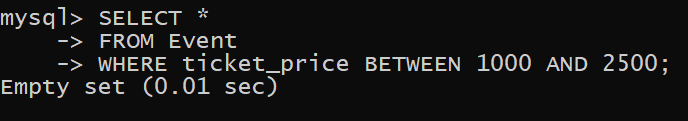 mysql> SELECT *
    -> FROM Event
    -> WHERE ticket_price BETWEEN 1000 AND 2500;
Empty set (0.01 sec)